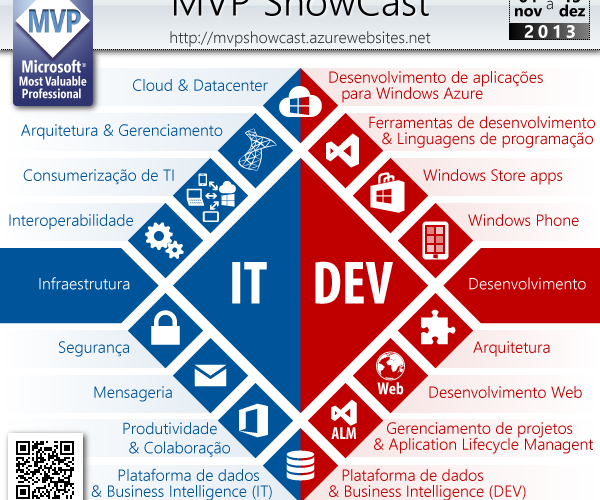 MVP ShowCast
http://mvpshowcast.azurewebsites.net
nov a dez
2013
MVP
Microsoft®
Most Valuable
Professional
Cloud & Datacenter
Desenvolvimento de aplicações
para Windows Azure
Arquitetura & Gerenciamento
Ferramentas de desenvolvimento
& Linguagens de programação
Consumerização de TI
Windows Store apps
Interoperabilidade
Windows Phone
Infraestrutura
IT
DEV
Desenvolvimento
Segurança
Arquitetura
Mensageria
Web
Desenvolvimento Web
Produtividade
& Colaboração
ALM
Gerenciamento de projetos
& Aplication Lifecycle Managent
Plataforma de dados
& Business Intelligence (IT)
Plataforma de dados
& Business Intelligence (DEV)